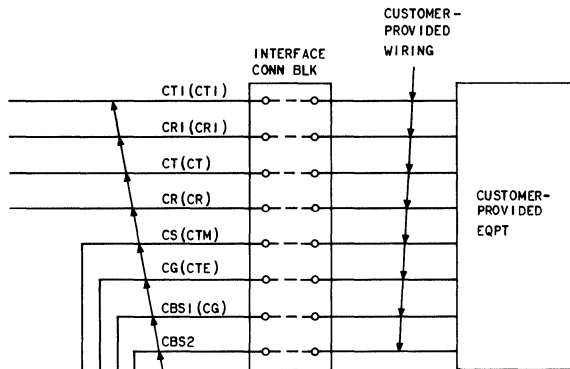 CUSTOMER-
PROVIDED
WIRING
INTERFACE
CONN BLK
CT1(CT1)
CR1(CR1)
CT(CT)
CR(CR)
CS(CTM)
CG(CTE)
CBS1(CG)
CBS2
CUSTOMER-
PROVIDED
EQPT